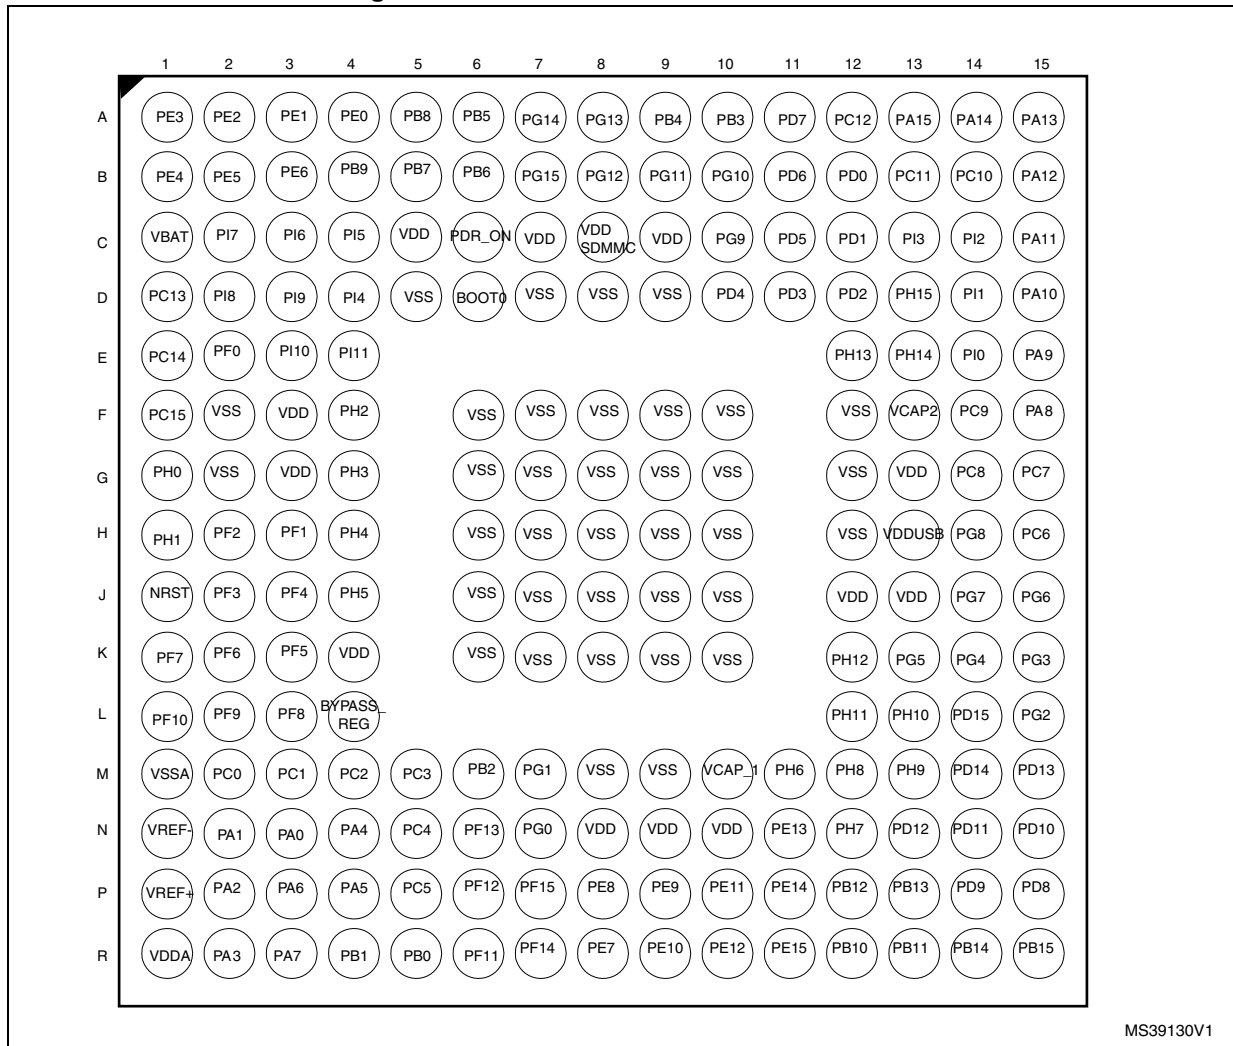 1 2 3 4 5 6 7 8 9 10 11 12 13 14 15
A PE3 PE2 PE1 PE0 PB8 PB5 PG14 PG13 PB4 PB3 PD7 PC12 PA15 PA14 PA13
B PE4 PE5 PE6 PB9 PB7 PB6 PG15 PG12 PG11 PG10 PD6 PD0 PC11 PC10 PA12
C VBAT PI7 PI6 PI5 VDD PDR_ON VDD VDD SDMMC VDD PG9 PD5 PD1 PI3 PI2 PA11
D PC13 PI8 PI9 PI4 VSS BOOT0 VSS VSS VSS PD4 PD3 PD2 PH15 PI1 PA10
E PC14 PF0 PI10 PI11 PH13 PH14 PI0 PA9
F PC15 VSS VDD PH2 VSS VSS VSS VSS VSS VSS VCAP2 PC9 PA8
G PH0 VSS VDD PH3 VSS VSS VSS VSS VSS VSS VDD PC8 PC7
H PH1 PF2 PF1 PH4 VSS VSS VSS VSS VSS VSS VDDUSB PG8 PC6
J NRST PF3 PF4 PH5 VSS VSS VSS VSS VSS VDD VDD PG7 PG6
K PF7 PF6 PF5 VDD VSS VSS VSS VSS VSS PH12 PG5 PG4 PG3
L PF10 PF9 PF8 BYPASS_REG PH11 PH10 PD15 PG2
M VSSA PC0 PC1 PC2 PC3 PB2 PG1 VSS VSS VCAP_1 PH6 PH8 PH9 PD14 PD13
N VREF- PA1 PA0 PA4 PC4 PF13 PG0 VDD VDD VDD PE13 PH7 PD12 PD11 PD10
P VREF+ PA2 PA6 PA5 PC5 PF12 PF15 PE8 PE9 PE11 PE14 PB12 PB13 PD9 PD8
R VDDA PA3 PA7 PB1 PB0 PF11 PF14 PE7 PE10 PE12 PE15 PB10 PB11 PB14 PB15
MS39130V1